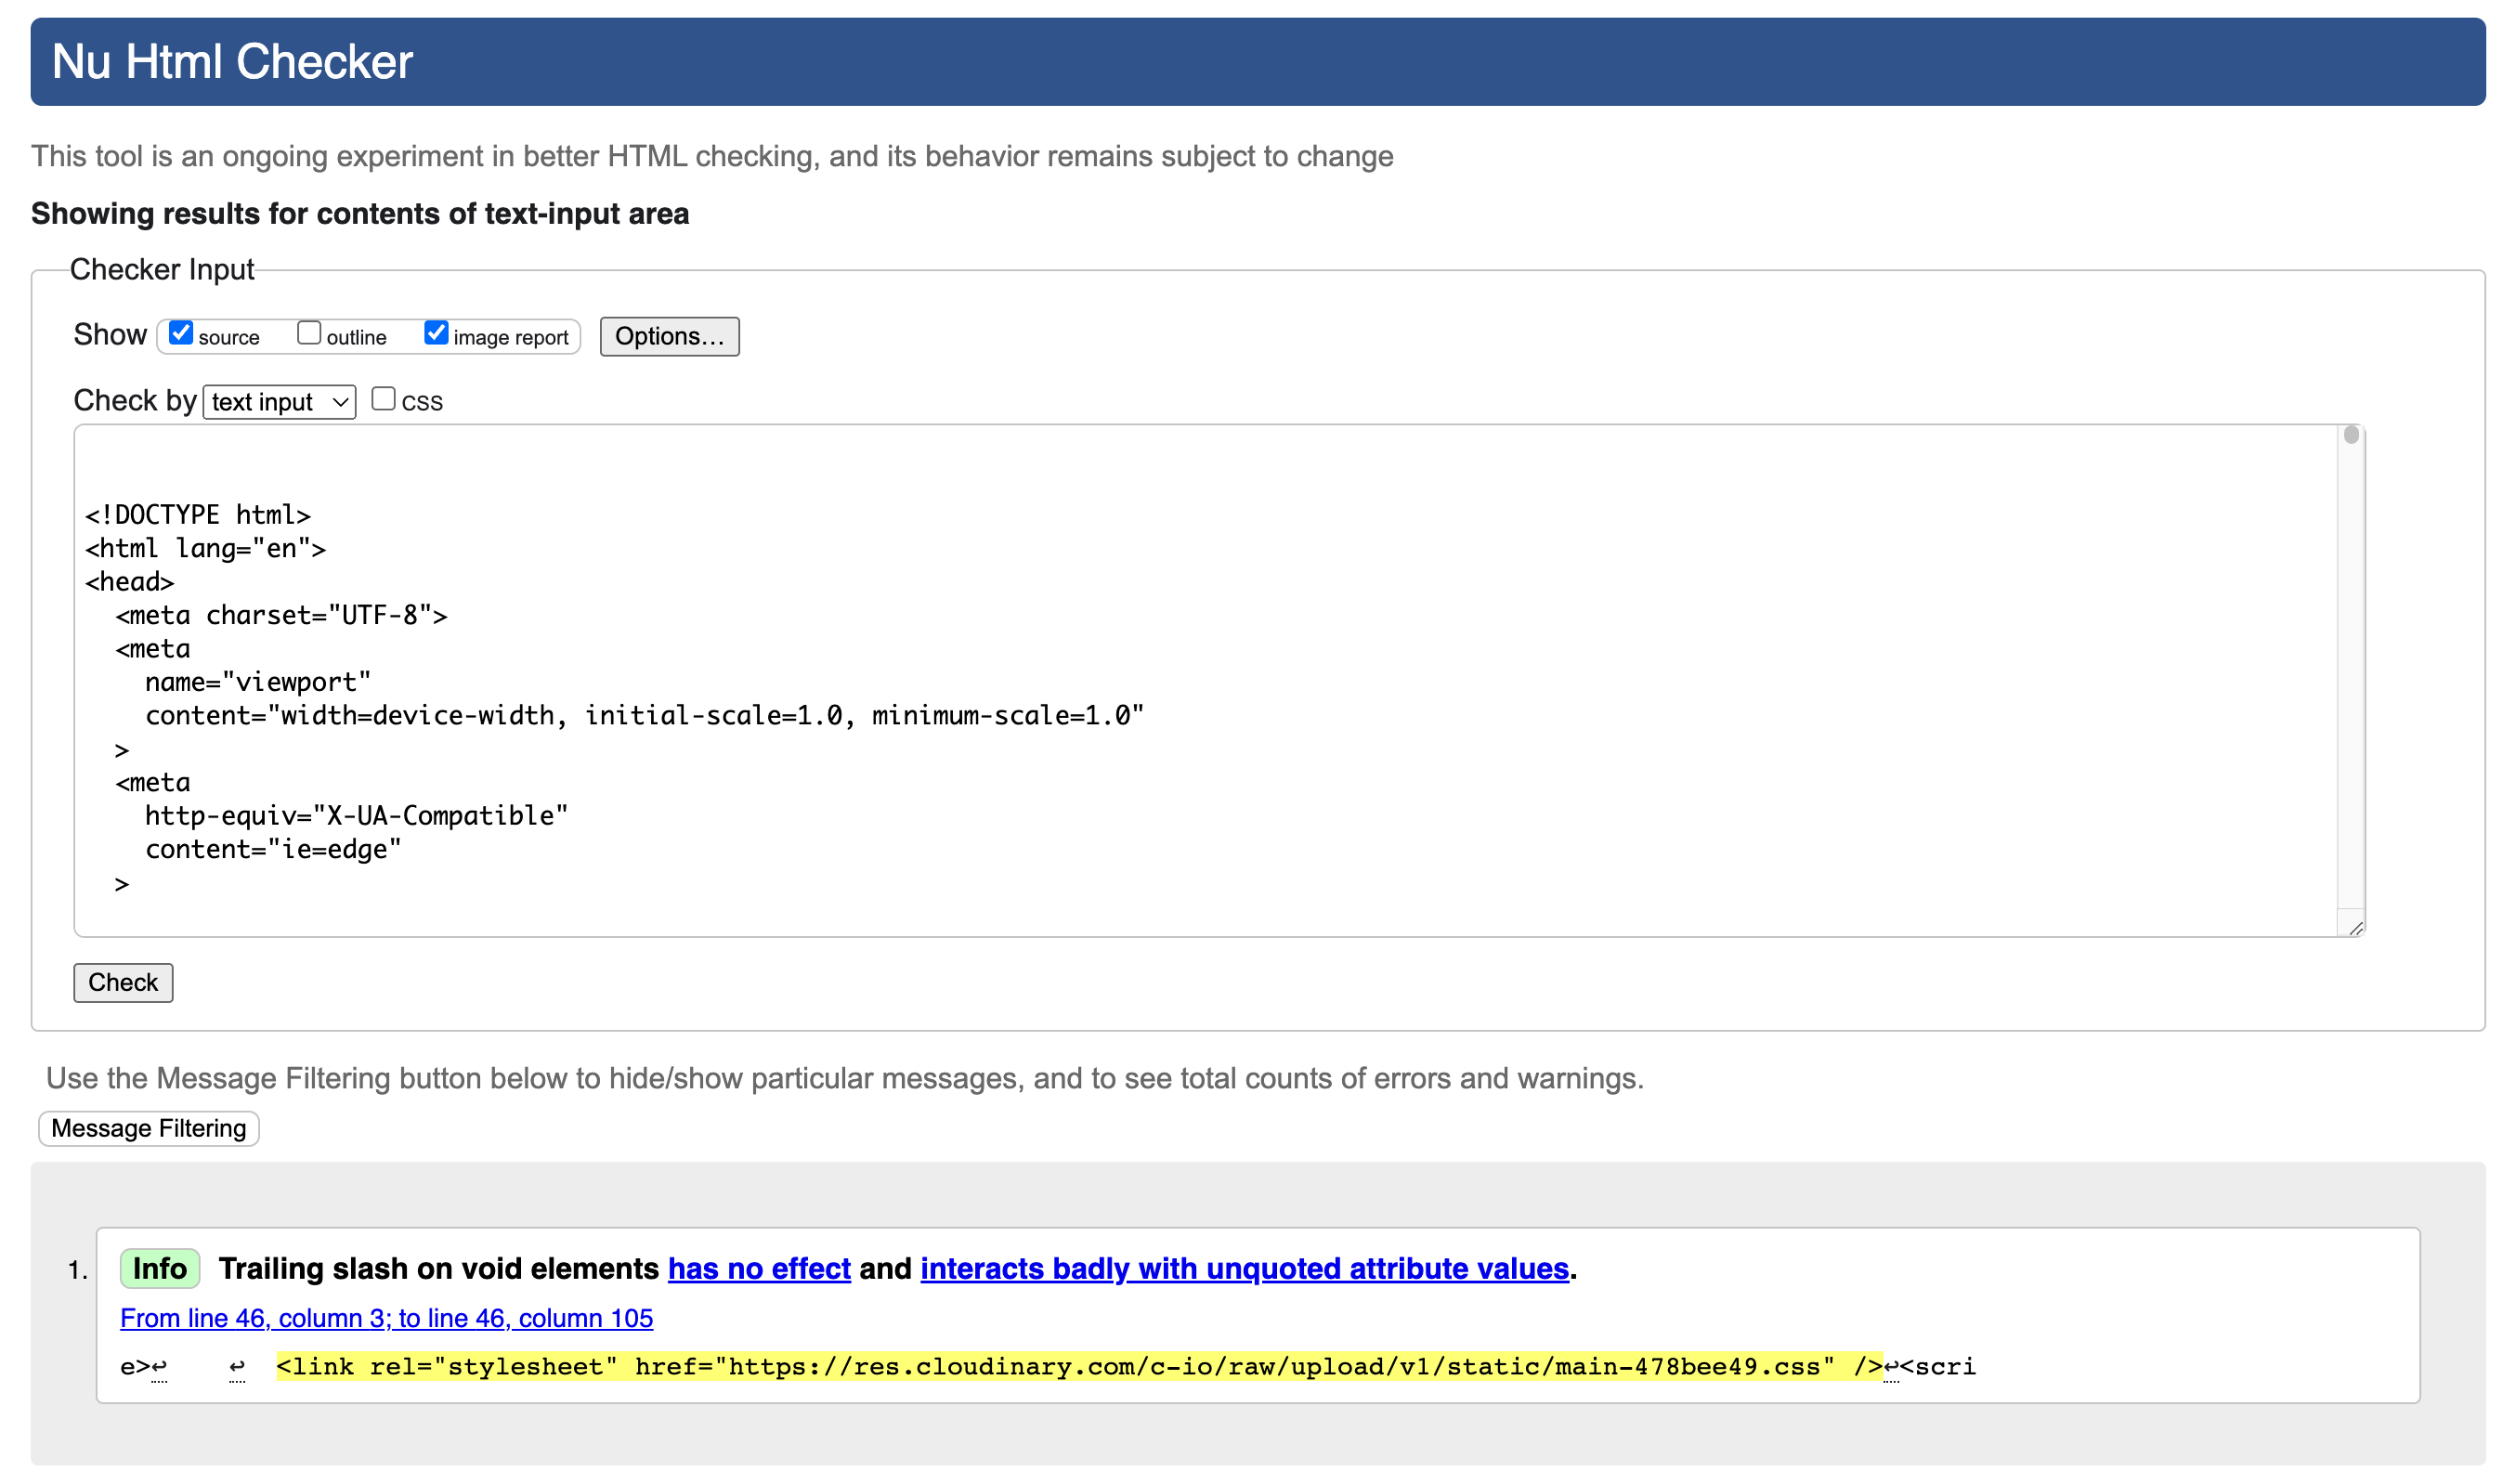 Nu Html Checker
This tool is an ongoing experiment in better HTML checking, and its behavior remains subject to change
Showing results for contents of text-input area
Checker Input
Show source outline image report Options...
Check by text input CSS
<!DOCTYPE html>
<html lang="en">
<head>
  <meta charset="UTF-8">
  <meta
    name="viewport"
    content="width=device-width, initial-scale=1.0, minimum-scale=1.0"
  >
  <meta
    http-equiv="X-UA-Compatible"
    content="ie=edge"
  >
Check
Use the Message Filtering button below to hide/show particular messages, and to see total counts of errors and warnings.
Message Filtering
1. Info Trailing slash on void elements has no effect and interacts badly with unquoted attribute values.
From line 46, column 3; to line 46, column 105
e>↩    ↩  <link rel="stylesheet" href="https://res.cloudinary.com/c-io/raw/upload/v1/static/main-478bee49.css" />↩<scri